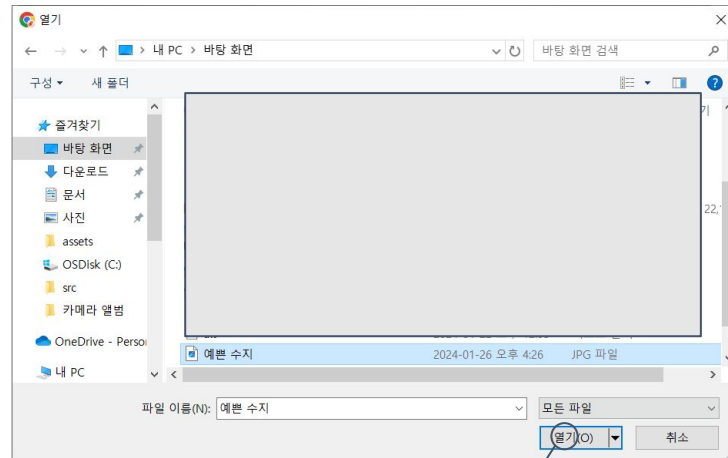 열기
내 PC > 바탕 화면
바탕 화면 검색
구성
새 폴더
즐겨찾기
바탕 화면
다운로드
문서
사진
assets
OSDisk (C:)
src
카메라 앨범
OneDrive - Person
내 PC
기
22,
예쁜 수지 2024-01-26 오후 4:26 JPG 파일
파일 이름(N): 예쁜 수지
모든 파일
열기(O)
취소